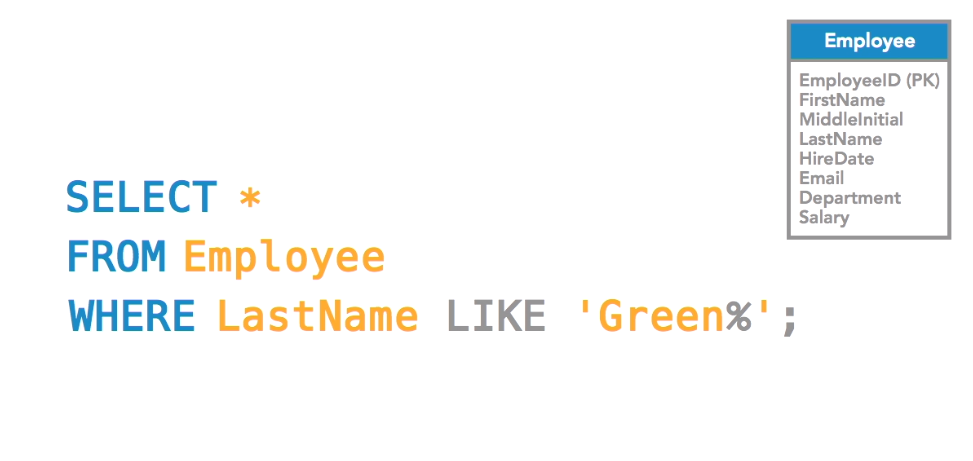 Employee
EmployeeID (PK)
FirstName
MiddleInitial
LastName
HireDate
Email
Department
Salary
SELECT *
FROM Employee
WHERE LastName LIKE 'Green%';